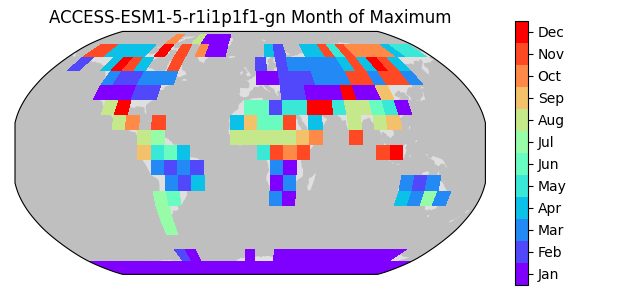 ACCESS-ESM1-5-r1i1p1f1-gn Month of Maximum
Dec
Nov
Oct
Sep
Aug
Jul
Jun
May
Apr
Mar
Feb
Jan